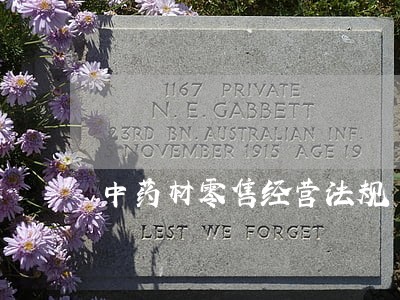 1167 PRIVATE
N. E. GABBETT
23RD BN. AUSTRALIAN INF.
NOVEMBER 1915 AGE 19
中药材零售经营法规
LEST WE FORGET